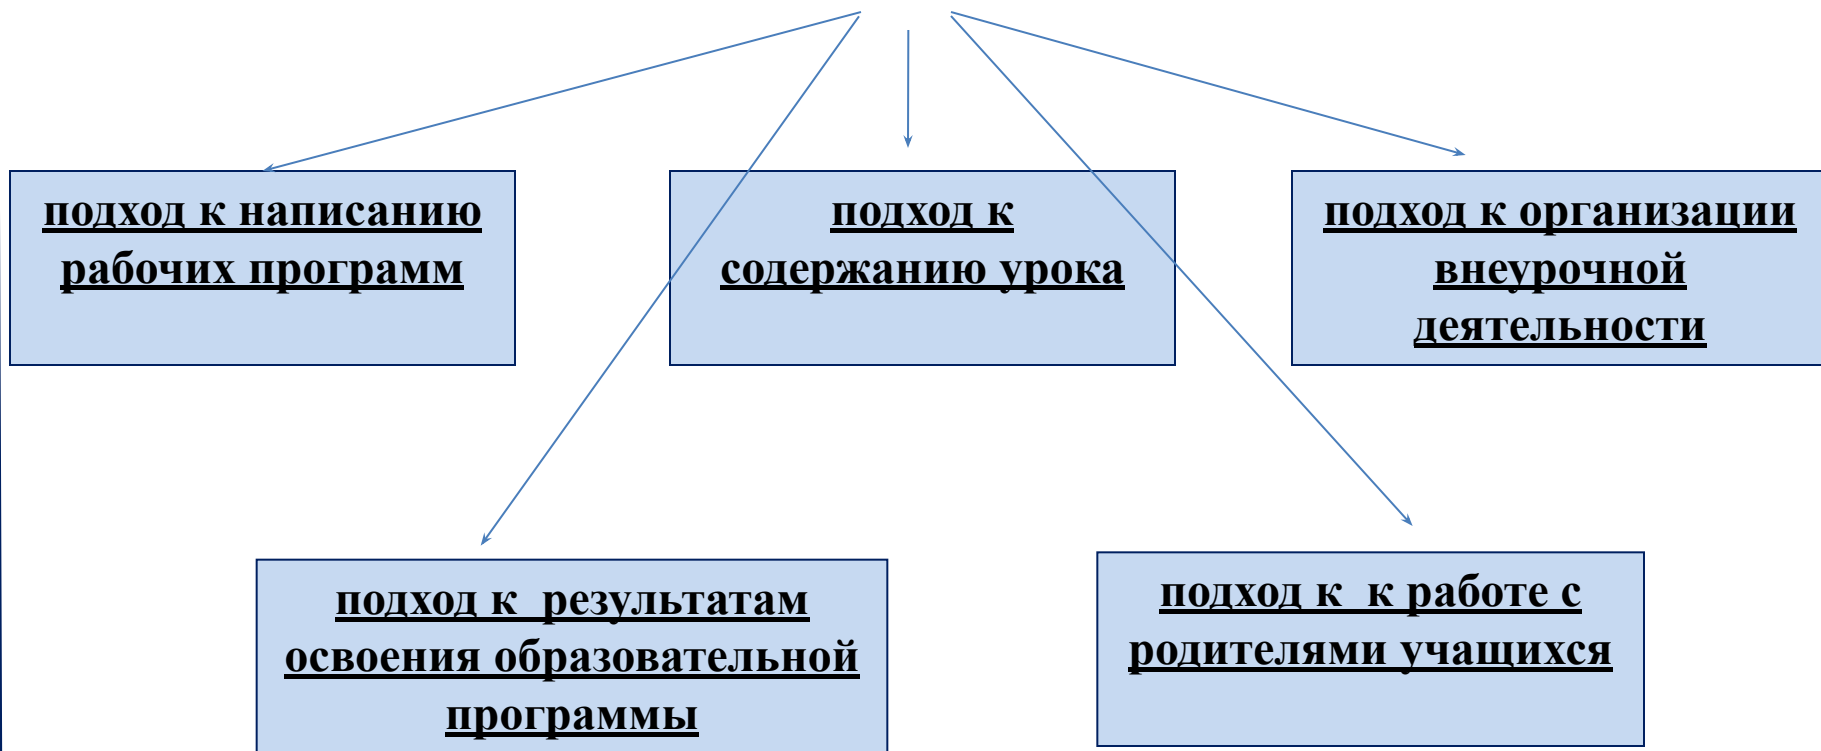 подход к написанию
рабочих программ
подход к
содержанию урока
подход к организации
внеурочной
деятельности
подход к  результатам
освоения образовательной
программы
подход к  к работе с
родителями учащихся